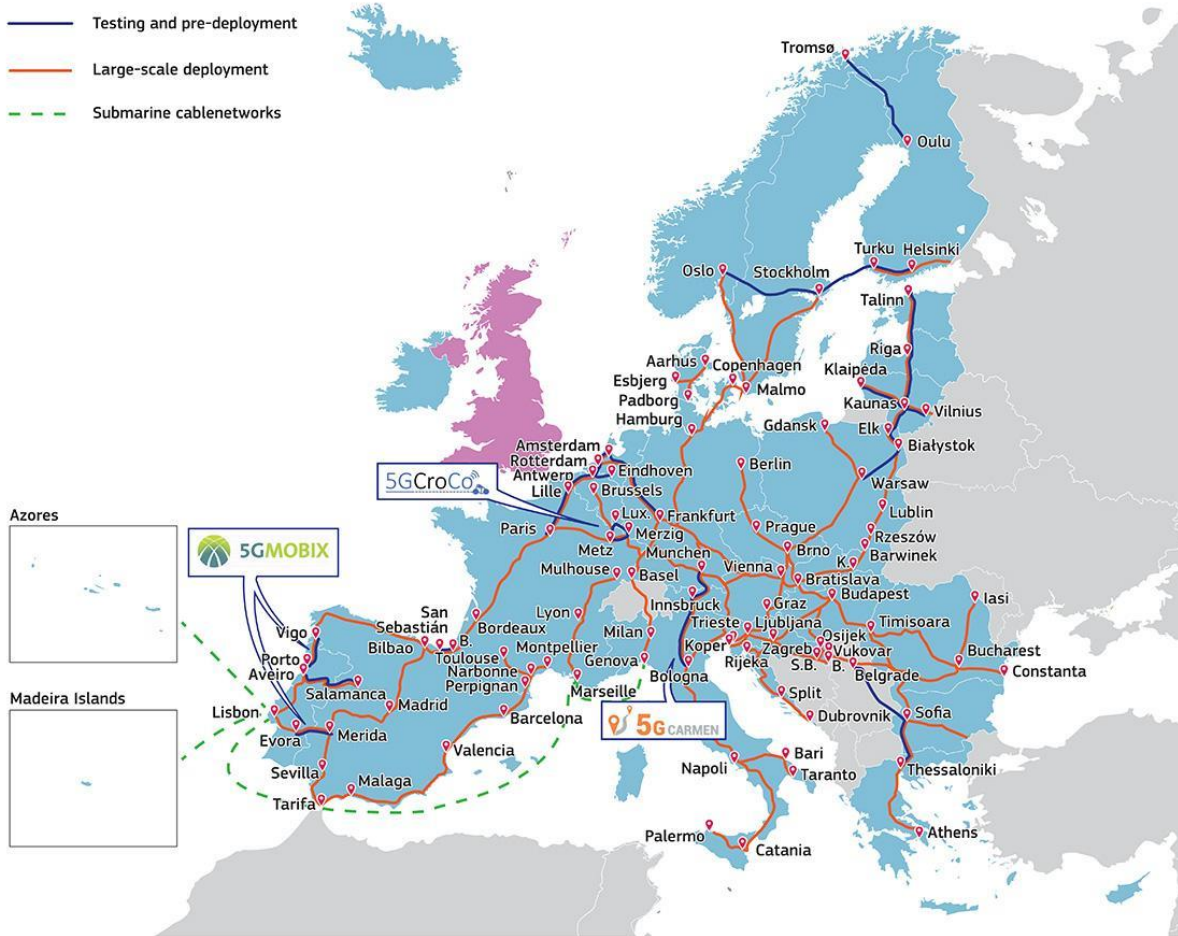 Testing and pre-deployment
Large-scale deployment
Submarine cablenetworks
Tromsø
Oulu
Turku
Helsinki
Oslo
Stockholm
Talinn
Riga
Aarhus
Copenhagen
Klaipėda
Esbjerg
Malmo
Padborg
Kaunas
Vilnius
Hamburg
Gdansk
Elk
Białystok
Amsterdam
Rotterdam
Eindhoven
Berlin
Antwerp
Warsaw
5GCroCo
Lille
Brussels
Lublin
Azores
Lux.
Frankfurt
Paris
Merzig
Prague
Rzeszów
5GMOBIX
Metz
Munchen
Brno
Barwinek
Mulhouse
Basel
Vienna
K.
Bratislava
Innsbruck
Budapest
Iasi
San
Sebastián
Lyon
Graz
Bordeaux
Trieste
Ljubljana
Timisoara
Vigo
Bilbao
B.
Milan
Koper
Zagreb
Osijek
Toulouse
Montpellier
Rijeka
Vukovar
Bucharest
Porto
Narbonne
Genova
Bologna
S.B.
B.
Constanta
Aveiro
Perpignan
Marseille
Belgrade
Salamanca
Split
Madeira Islands
Lisbon
Madrid
Barcelona
5G CARMEN
Dubrovnik
Sofia
Evora
Merida
Valencia
Bari
Sevilla
Napoli
Taranto
Thessaloniki
Malaga
Tarifa
Palermo
Catania
Athens